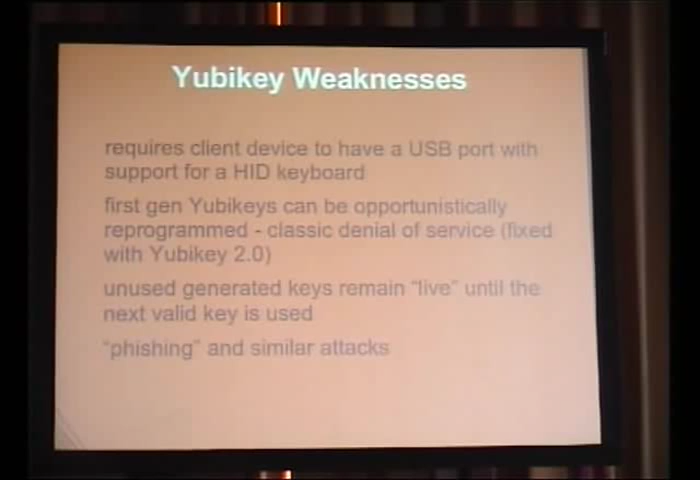 Yubikey Weaknesses
requires client device to have a USB port with
support for a HID keyboard
first gen Yubikeys can be opportunistically
reprogrammed - classic denial of service (fixed
with Yubikey 2.0)
unused generated keys remain “live” until the
next valid key is used
“phishing” and similar attacks